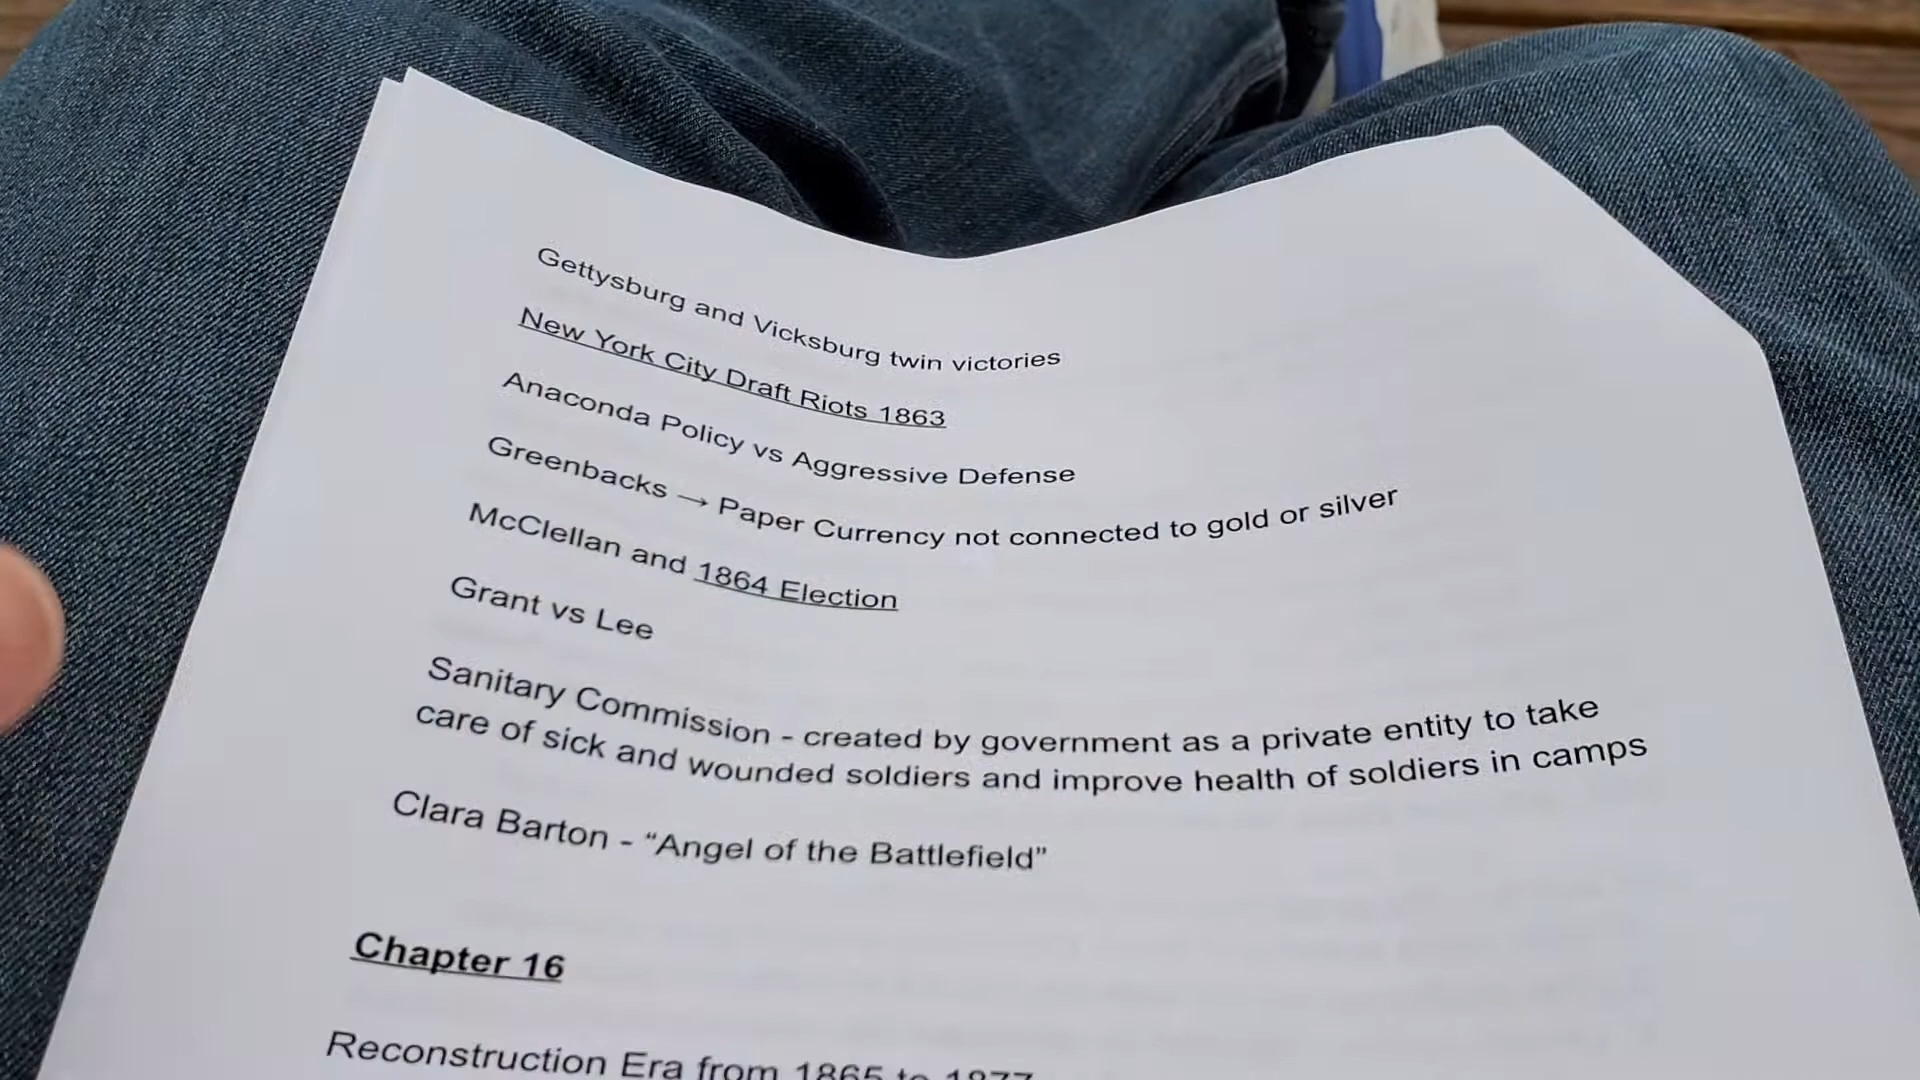 Gettysburg and Vicksburg twin victories
New York City Draft Riots 1863
Anaconda Policy vs Aggressive Defense
Greenbacks → Paper Currency not connected to gold or silver
McClellan and 1864 Election
Grant vs Lee
Sanitary Commission - created by government as a private entity to take
care of sick and wounded soldiers and improve health of soldiers in camps
Clara Barton - “Angel of the Battlefield”
Chapter 16
Reconstruction Era from 1865 to 1877